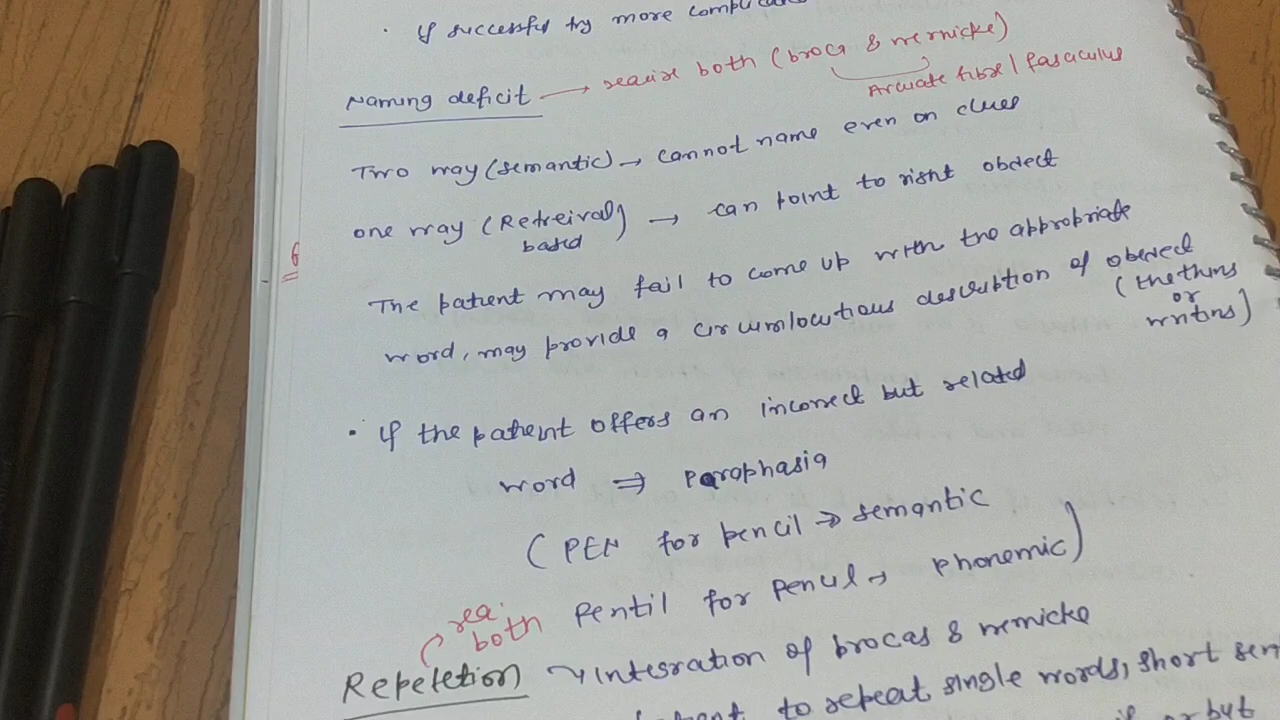 · If successful try more
Naming deficit → require both (broca & wernicke)
Arcuate fibre / fasaculus
Two way (semantic) → cannot name even on clues
one way (Retreival based) → can point to right object
6
The patient may fail to come up with the appropriate
word, may provide a circumlocutious description of object
(the thing or writing)
· if the patient offers an incorrect but related
word ⇒ Paraphasia
(PEN for pencil → semantic
Pentil for pencil → phonemic)
req. both
Repetetion → integration of brocas & wernicke
to repeat single words, short